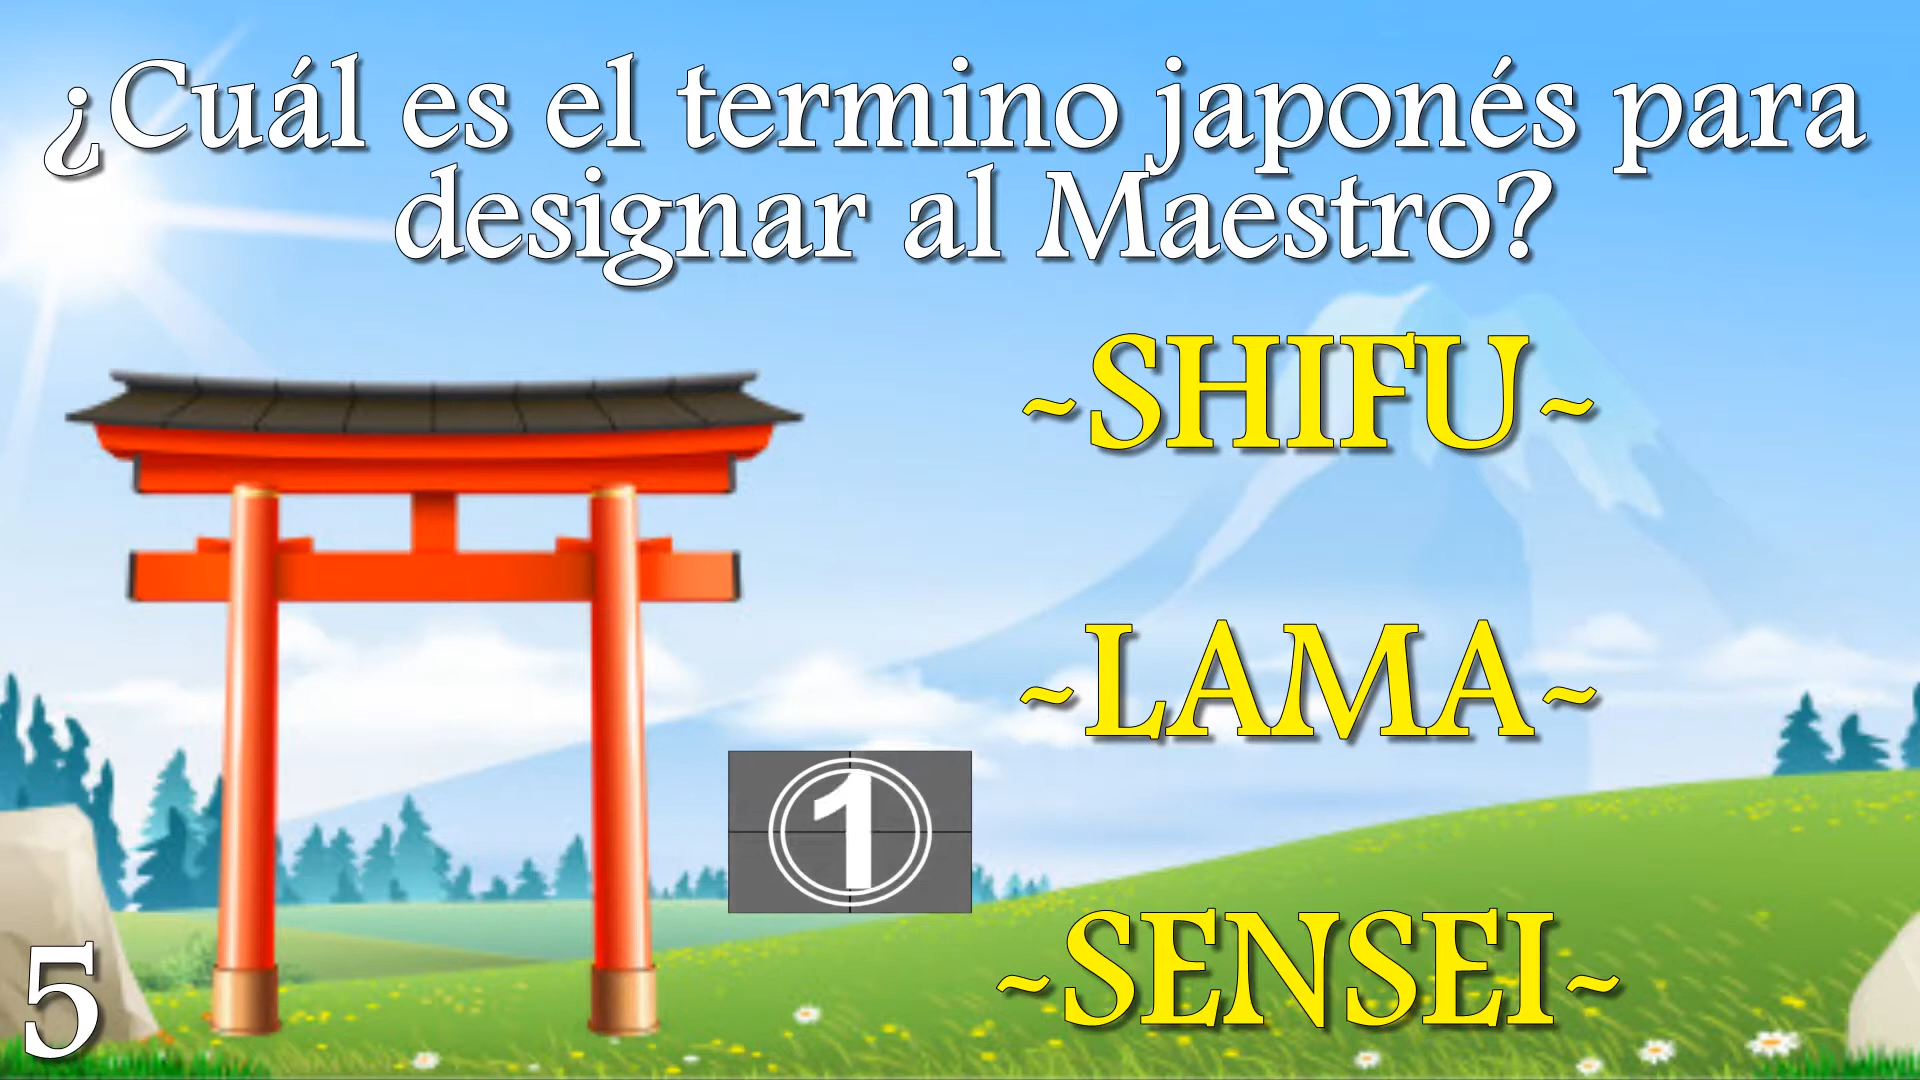 ¿Cuál es el termino japonés para
designar al Maestro?
~SHIFU~
~LAMA~
1
~SENSEI~
5